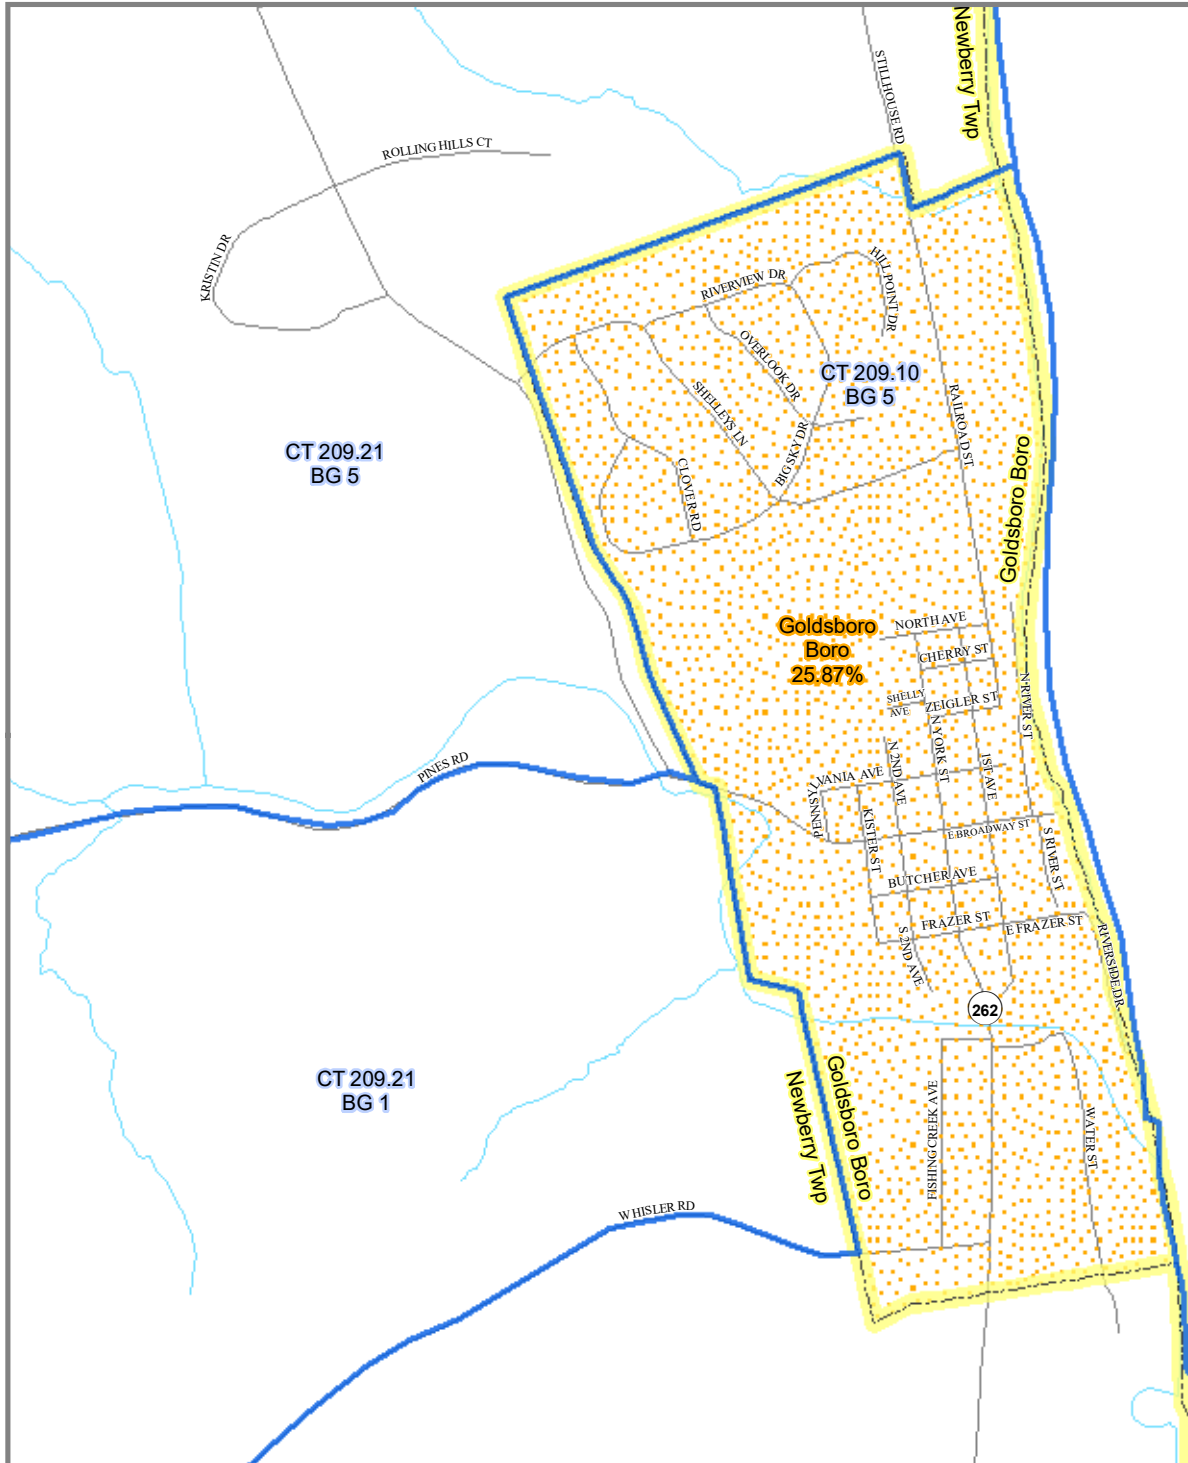 Newberry Twp
STILLHOUSE RD
ROLLING HILLS CT
KRISTIN DR
HILL POINT DR
RIVERVIEW DR
OVERLOOK DR
CT 209.10
BG 5
SHELLEYS LN
RAILROAD ST
BIG SKY DR
CLOVER RD
CT 209.21
BG 5
Goldsboro Boro
Goldsboro
Boro
25.87%
NORTH AVE
CHERRY ST
SHELLY
AVE
ZEIGLER ST
N RIVER ST
N YORK ST
N 2ND AVE
1ST AVE
PINES RD
PENNSYLVANIA AVE
KISTER ST
E BROADWAY ST
S RIVER ST
BUTCHER AVE
FRAZER ST
E FRAZER ST
S 2ND AVE
RIVERSIDE DR
262
CT 209.21
BG 1
Goldsboro Boro
Newberry Twp
FISHING CREEK AVE
WATER ST
WHISLER RD